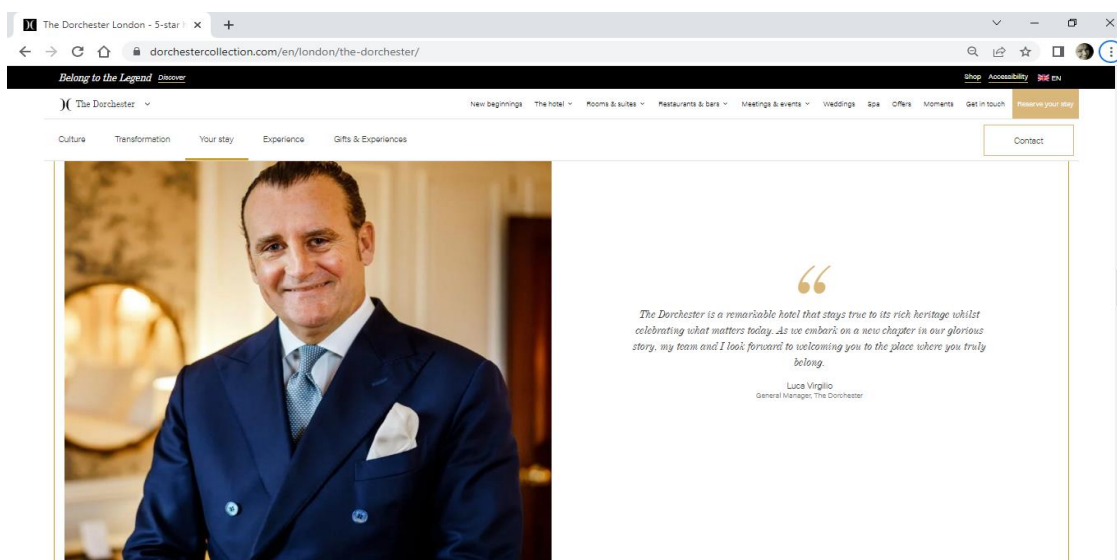 The Dorchester London - 5-star
dorchestercollection.com/en/london/the-dorchester/
Belong to the Legend Discover
Shop Accessibility EN
The Dorchester
New beginnings The hotel Rooms & suites Restaurants & bars Meetings & events Weddings Spa Offers Moments Get in touch Reserve your stay
Culture Transformation Your stay Experience Gifts & Experiences
Contact
The Dorchester is a remarkable hotel that stays true to its rich heritage whilst
celebrating what matters today. As we embark on a new chapter in our glorious
story, my team and I look forward to welcoming you to the place where you truly
belong.
Luca Virgilio
General Manager, The Dorchester